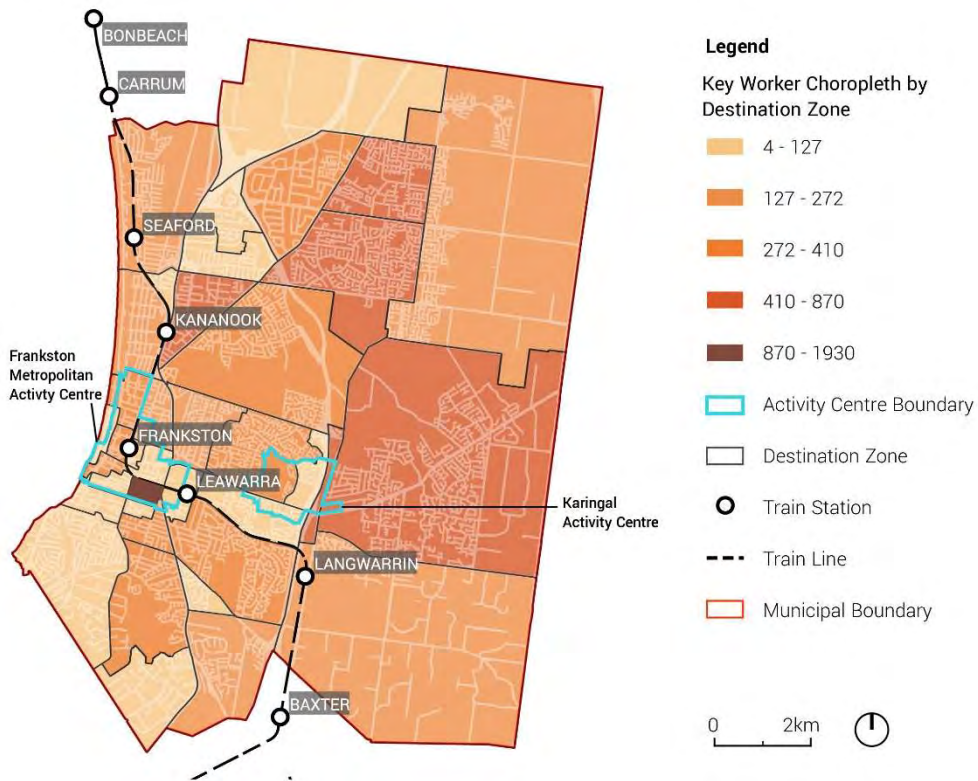 BONBEACH
CARRUM
SEAFORD
KANANOOK
Frankston
Metropolitan
Activty Centre
FRANKSTON
LEAWARRA
Karingal
Activity Centre
LANGWARRIN
BAXTER
Legend
Key Worker Choropleth by
Destination Zone
4 - 127
127 - 272
272 - 410
410 - 870
870 - 1930
Activity Centre Boundary
Destination Zone
Train Station
Train Line
Municipal Boundary
0 2km